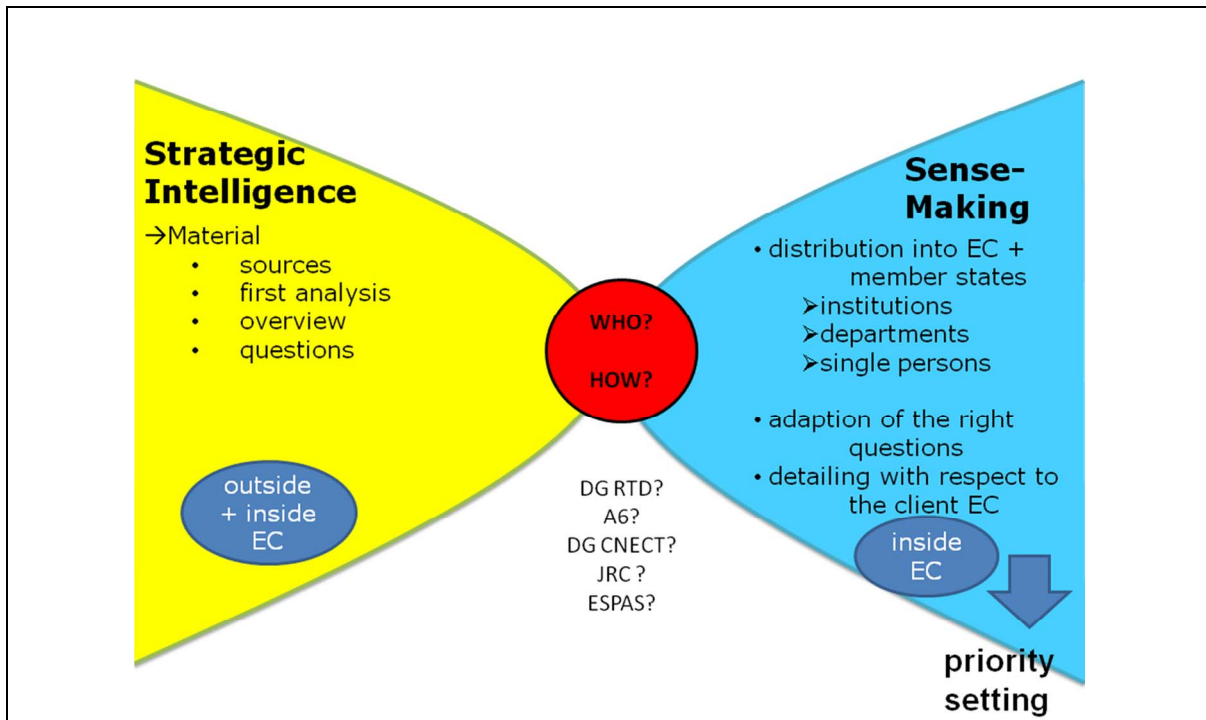 Strategic
Intelligence
→Material
• sources
• first analysis
• overview
• questions
outside
+ inside
EC
WHO?
HOW?
DG RTD?
A6?
DG CNECT?
JRC ?
ESPAS?
Sense-
Making
• distribution into EC +
member states
➢institutions
➢departments
➢single persons
• adaption of the right
questions
• detailing with respect to
the client EC
inside
EC
priority
setting